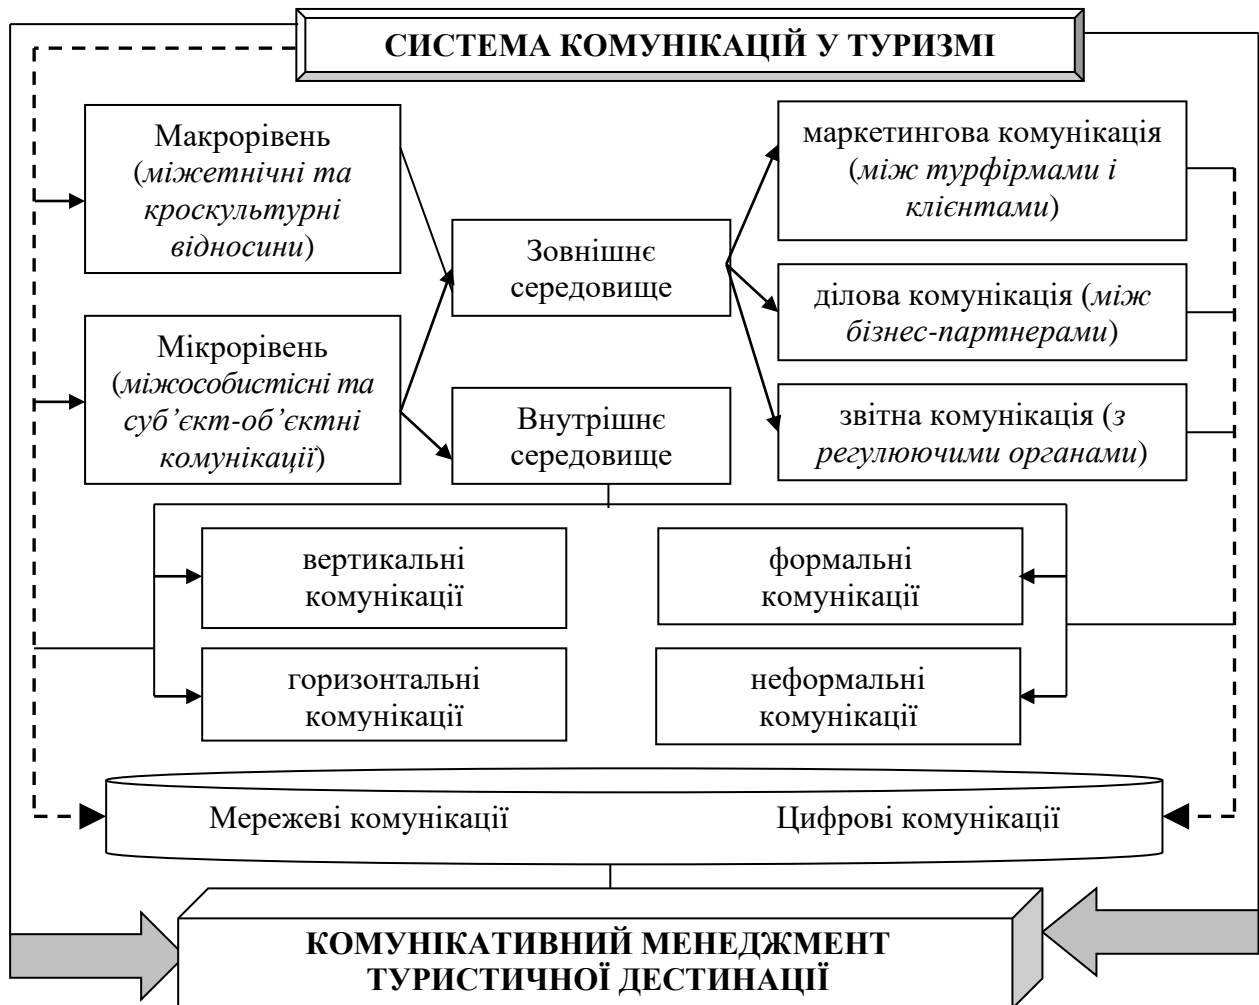 СИСТЕМА КОМУНІКАЦІЙ У ТУРИЗМІ
Макрорівень
(міжетнічні та
кроскультурні
відносини)
маркетингова комунікація
(між турфірмами і
клієнтами)
Зовнішнє
середовище
ділова комунікація (між
бізнес-партнерами)
Мікрорівень
(міжособистісні та
суб’єкт-об’єктні
комунікації)
Внутрішнє
середовище
звітна комунікація (з
регулюючими органами)
вертикальні
комунікації
формальні
комунікації
горизонтальні
комунікації
неформальні
комунікації
Мережеві комунікації
Цифрові комунікації
КОМУНІКАТИВНИЙ МЕНЕДЖМЕНТ
ТУРИСТИЧНОЇ ДЕСТИНАЦІЇ